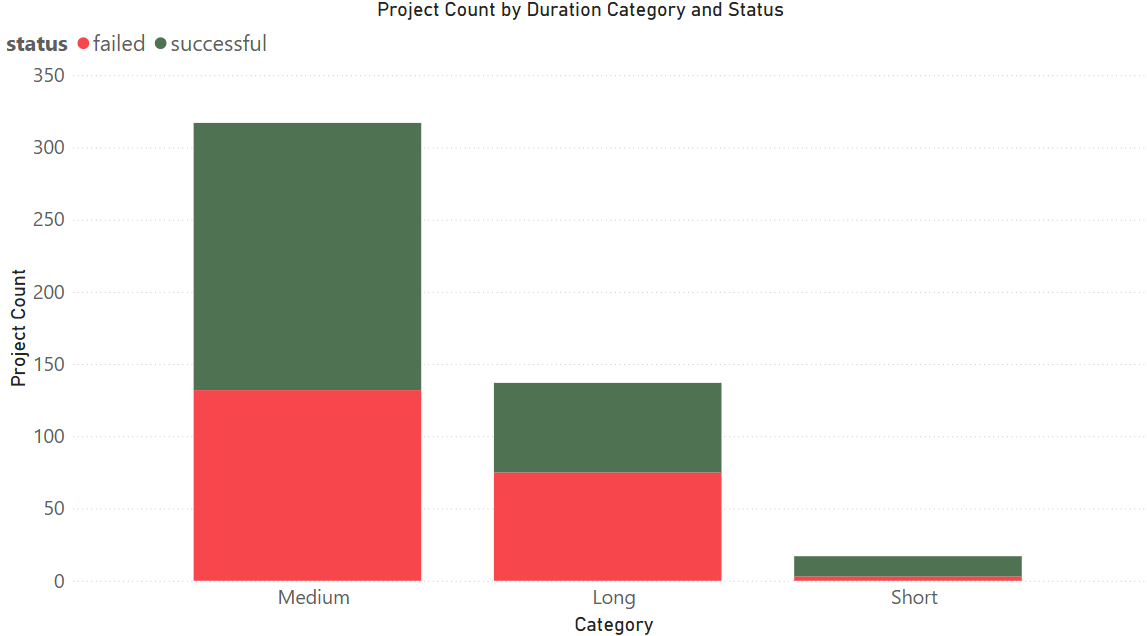 Project Count by Duration Category and Status
status failed successful
350
300
250
200
150
100
50
0
Project Count
Medium Long Short
Category